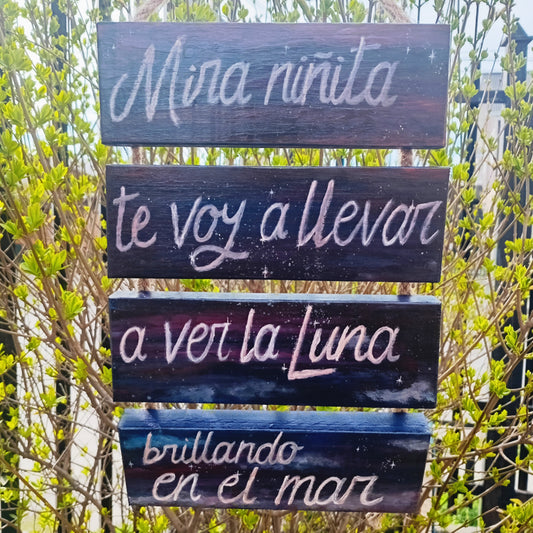 Mira niñita
te voy a llevar
a ver la Luna
brillando
en el mar